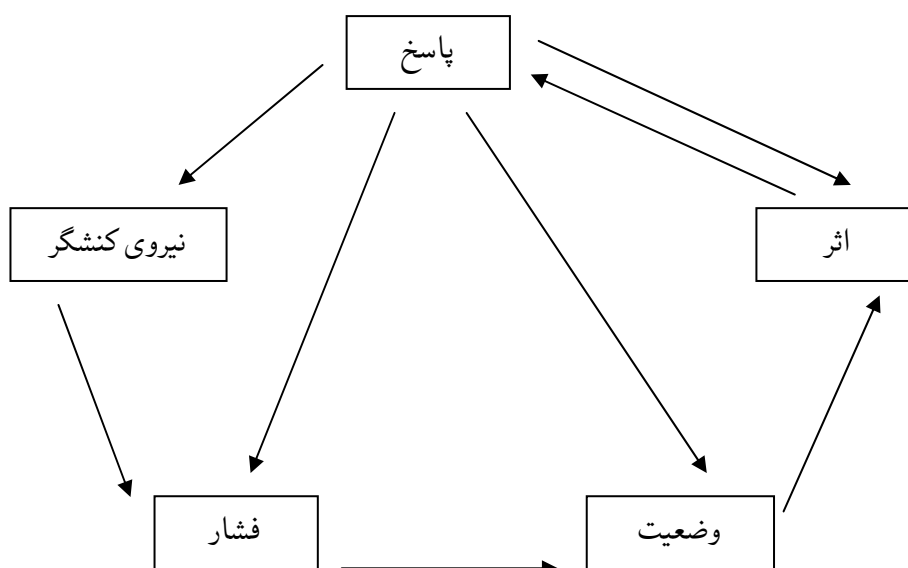 پاسخ
اثر
نیروی کنشگر
وضعیت
فشار